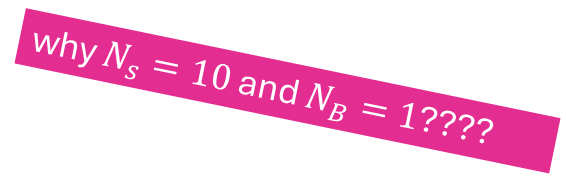 why N_s = 10 and N_B = 1????